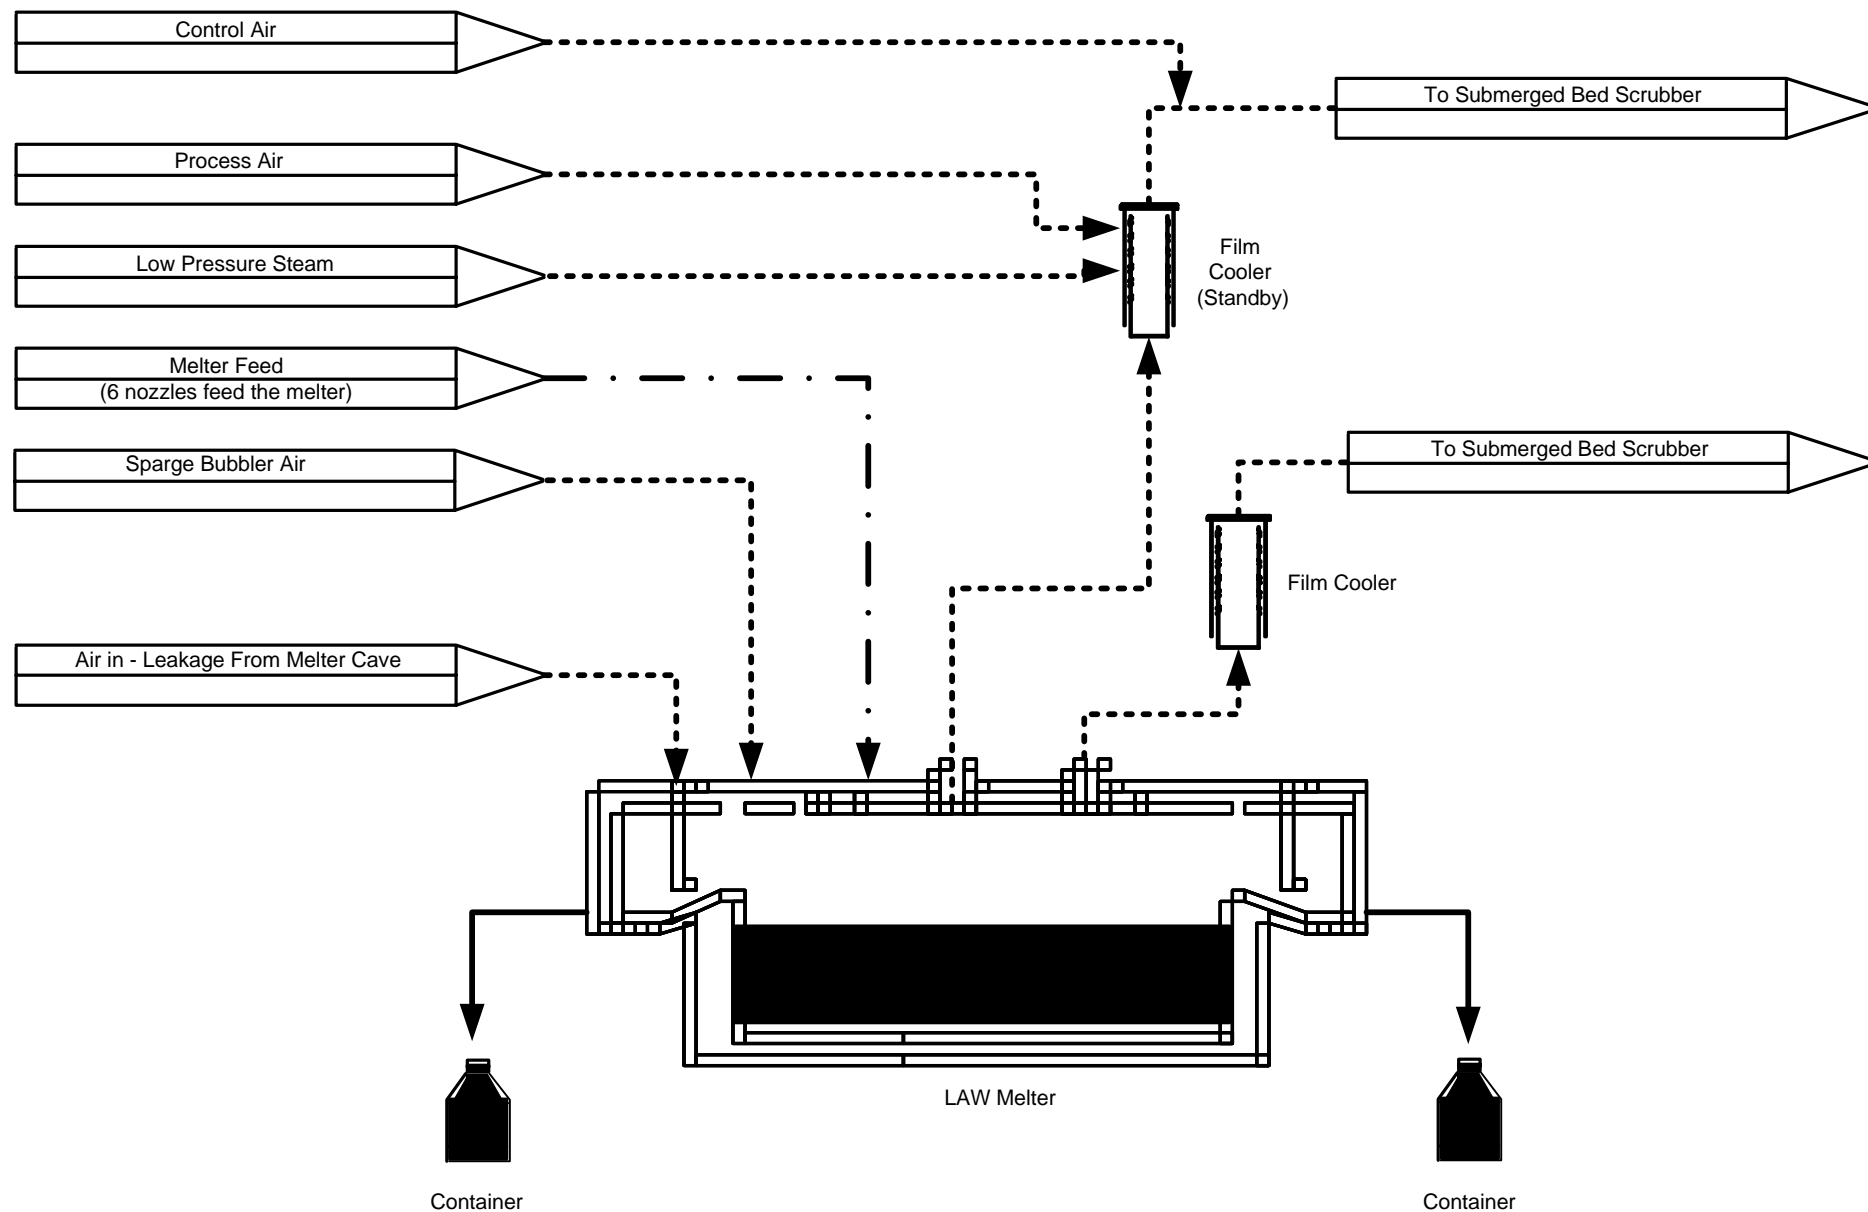 Control Air
To Submerged Bed Scrubber
Process Air
Low Pressure Steam
Film
Cooler
(Standby)
Melter Feed
(6 nozzles feed the melter)
Sparge Bubbler Air
To Submerged Bed Scrubber
Film Cooler
Air in - Leakage From Melter Cave
LAW Melter
Container
Container